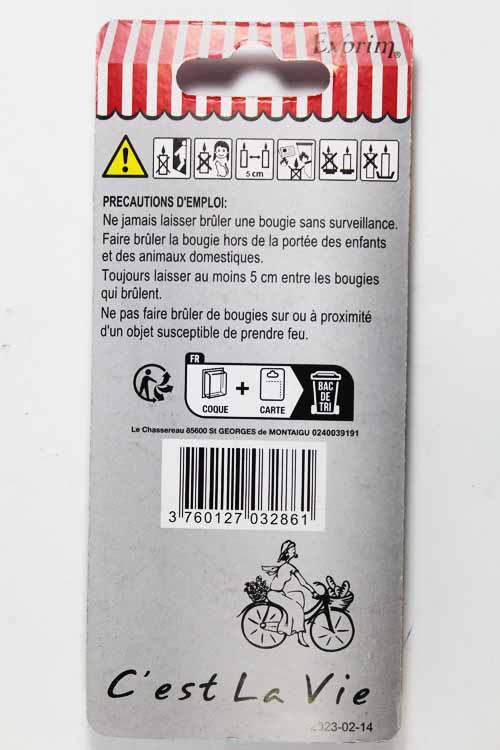 Exprim®
5 cm
PRECAUTIONS D'EMPLOI:
Ne jamais laisser brûler une bougie sans surveillance.
Faire brûler la bougie hors de la portée des enfants
et des animaux domestiques.
Toujours laisser au moins 5 cm entre les bougies
qui brûlent.
Ne pas faire brûler de bougies sur ou à proximité
d'un objet susceptible de prendre feu.
FR
COQUE + CARTE
BAC
DE
TRI
Le Chassereau 85600 St GEORGES de MONTAIGU 0240039191
3 760127 032861
C'est La Vie
2023-02-14